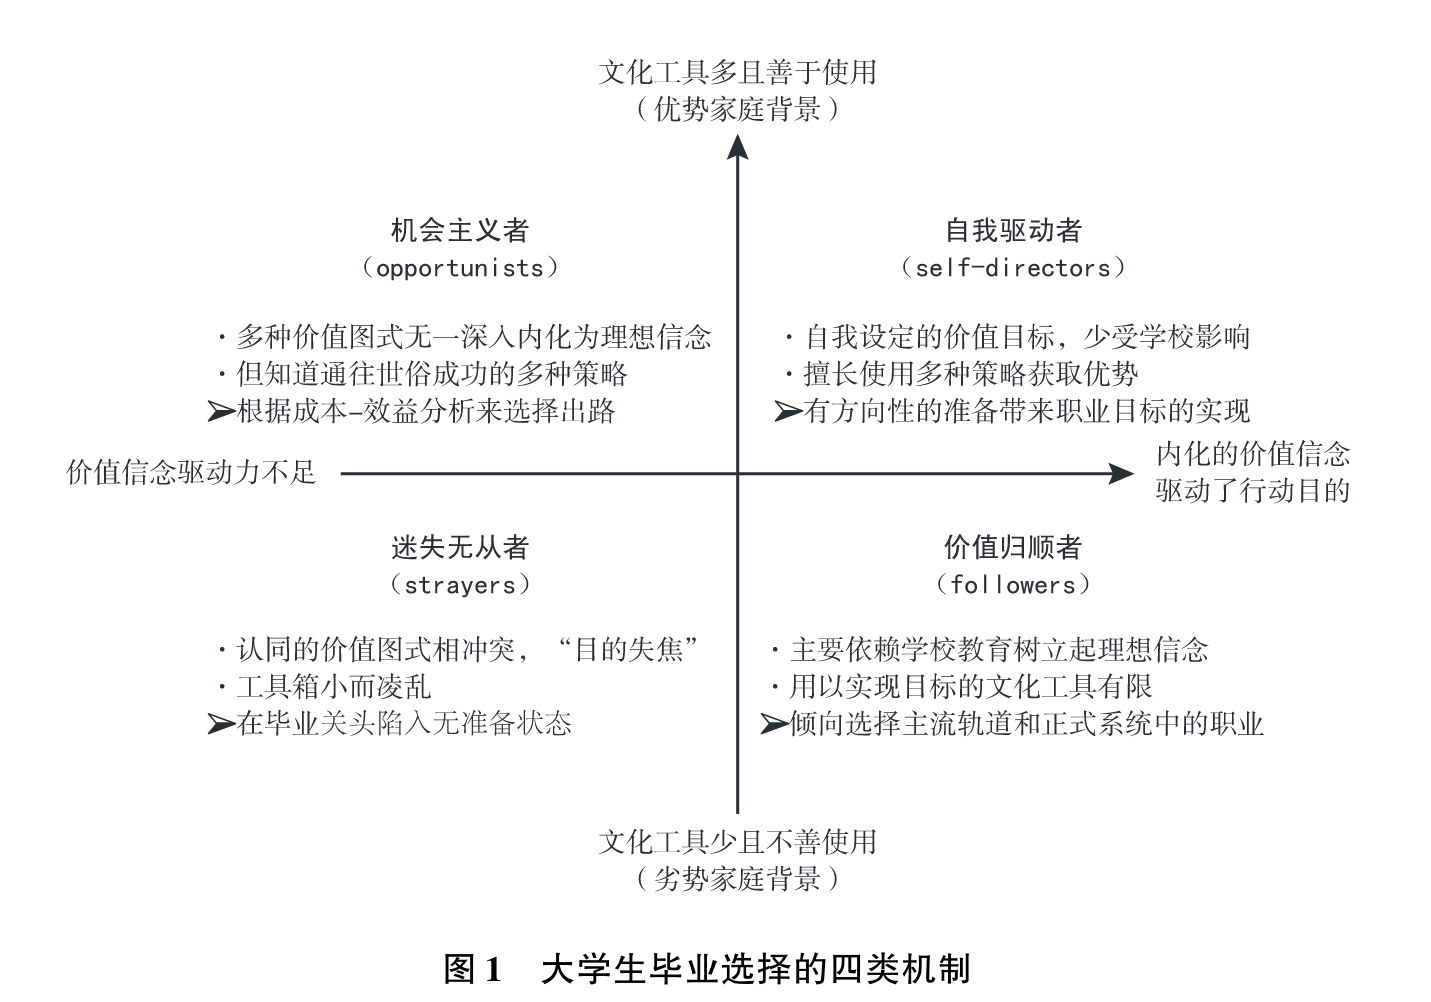 文化工具多且善于使用
（优势家庭背景）
机会主义者
（opportunists）
·多种价值图式无一深入内化为理想信念
·但知道通往世俗成功的多种策略
➢根据成本-效益分析来选择出路
自我驱动者
（self-directors）
·自我设定的价值目标，少受学校影响
·擅长使用多种策略获取优势
➢有方向性的准备带来职业目标的实现
价值信念驱动力不足
内化的价值信念
驱动了行动目的
迷失无从者
（strayers）
·认同的价值图式相冲突，“目的失焦”
·工具箱小而凌乱
➢在毕业关头陷入无准备状态
价值归顺者
（followers）
·主要依赖学校教育树立起理想信念
·用以实现目标的文化工具有限
➢倾向选择主流轨道和正式系统中的职业
文化工具少且不善使用
（劣势家庭背景）
图1 大学生毕业选择的四类机制